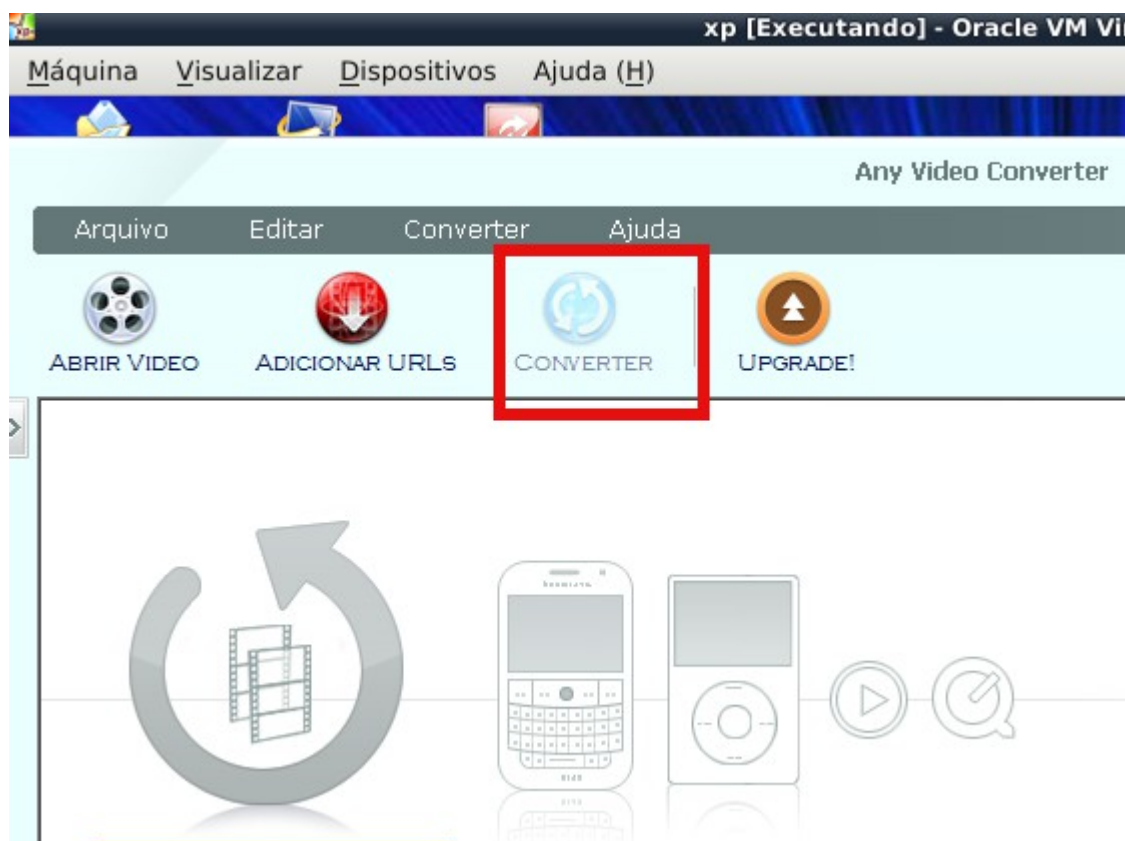 xp [Executando] - Oracle VM Vi
Máquina Visualizar Dispositivos Ajuda (H)
Any Video Converter
Arquivo Editar Converter Ajuda
ABRIR VIDEO ADICIONAR URLS CONVERTER UPGRADE!